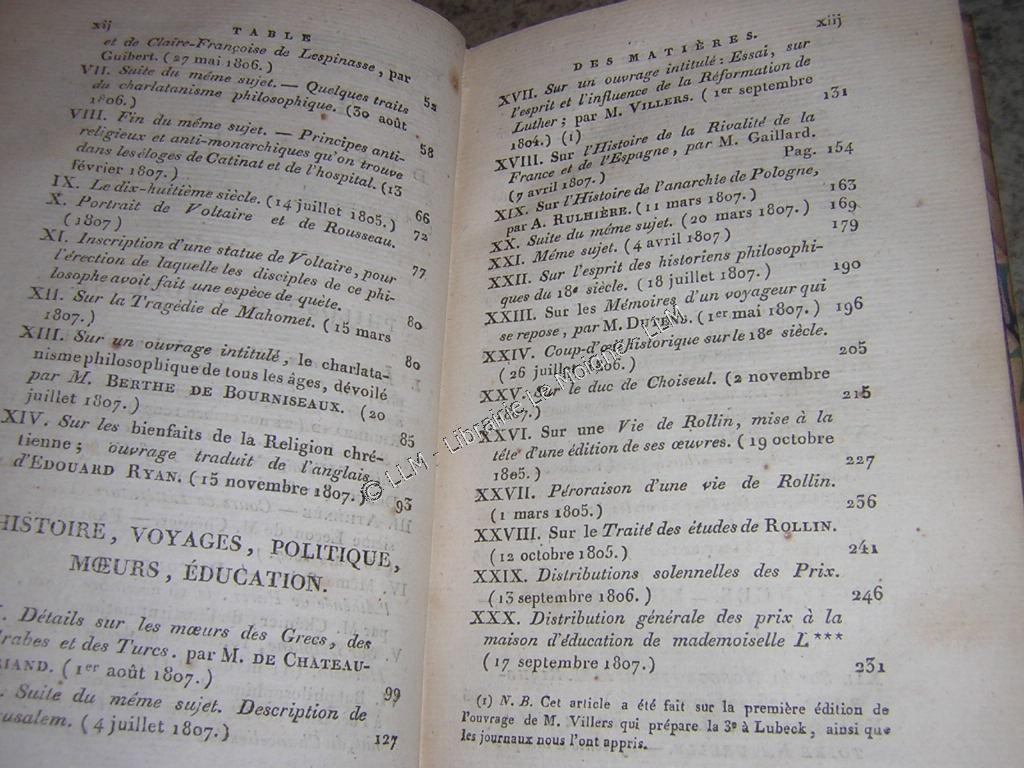 xij
TABLE
et de Claire-Françoise de Lespinasse, par
Guibert. (27 mai 1806.) 52
VII. Suite du même sujet. — Quelques traits
du charlatanisme philosophique. (30 août
1806.) 58
VIII. Fin du même sujet. — Principes anti-
religieux et anti-monarchiques qu'on trouve
dans les éloges de Catinat et de l'hospital. (13
février 1807.) 66
IX. Le dix-huitième siècle. (14 juillet 1805.) 72
X. Portrait de Voltaire et de Rousseau.
(1807) 77
XI. Inscription d'une statue de Voltaire, pour
l'érection de laquelle les disciples de ce phi-
losophe avoit fait une espèce de quête. 80
XII. Sur la Tragédie de Mahomet. (15 mars
1807.) 80
XIII. Sur un ouvrage intitulé, le charlata-
nisme philosophique de tous les âges, dévoilé
par M. BERTHE DE BOURNISEAUX. (20
juillet 1807.) 85
XIV. Sur les bienfaits de la Religion chré-
tienne; ouvrage traduit de l'anglais
d'EDOUARD RYAN. (15 novembre 1807.) 93
HISTOIRE, VOYAGES, POLITIQUE,
MŒURS, ÉDUCATION.
I. Détails sur les mœurs des Grecs, des
rabes et des Turcs. par M. DE CHATEAU-
RIAND. (1er août 1807.) 99
. Suite du même sujet. Description de
rusalem. (4 juillet 1807.) 127
DES MATIÈRES.
xiij
XVII. Sur un ouvrage intitulé: Essai, sur
l'esprit et l'influence de la Réformation de
Luther; par M. VILLERS. (1er septembre
1804.) (1) 131
XVIII. Sur l'Histoire de la Rivalité de la
France et de l'Espagne, par M. Gaillard.
(7 avril 1807.) Pag. 154
XIX. Sur l'Histoire de l'anarchie de Pologne,
par A. RULHIÈRE. (11 mars 1807.) 163
XX. Suite du même sujet. (20 mars 1807.) 169
XXI. Même sujet. (4 avril 1807) 179
XXII. Sur l'esprit des historiens philosophi-
ques du 18e siècle. (18 juillet 1807.) 190
XXIII. Sur les Mémoires d'un voyageur qui
se repose, par M. DUTENS. (1er mai 1807.) 196
XXIV. Coup-d'œil historique sur le 18e siècle.
(26 juillet 1806.) 205
XXV. Sur le duc de Choiseul. (2 novembre
1807.) 215
XXVI. Sur une Vie de Rollin, mise à la
tête d'une édition de ses œuvres. (19 octobre
1805.) 227
XXVII. Péroraison d'une vie de Rollin.
(1 mars 1805.) 236
XXVIII. Sur le Traité des études de ROLLIN.
(12 octobre 1805.) 241
XXIX. Distributions solennelles des Prix.
(13 septembre 1806.) 246
XXX. Distribution générale des prix à la
maison d'éducation de mademoiselle L***
(17 septembre 1807.) 231
(1) N. B. Cet article a été fait sur la première édition de
l'ouvrage de M. Villers qui prépare la 3e à Lubeck, ainsi que
les journaux nous l'ont appris.
© LLM - Librairie Le Moigne - LLM